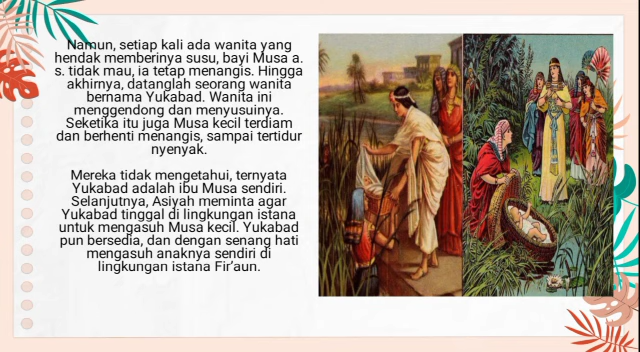 Namun, setiap kali ada wanita yang
hendak memberinya susu, bayi Musa a.
s. tidak mau, ia tetap menangis. Hingga
akhirnya, datanglah seorang wanita
bernama Yukabad. Wanita ini
menggendong dan menyusuinya.
Seketika itu juga Musa kecil terdiam
dan berhenti menangis, sampai tertidur
nyenyak.
Mereka tidak mengetahui, ternyata
Yukabad adalah ibu Musa sendiri.
Selanjutnya, Asiyah meminta agar
Yukabad tinggal di lingkungan istana
untuk mengasuh Musa kecil. Yukabad
pun bersedia, dan dengan senang hati
mengasuh anaknya sendiri di
lingkungan istana Fir’aun.